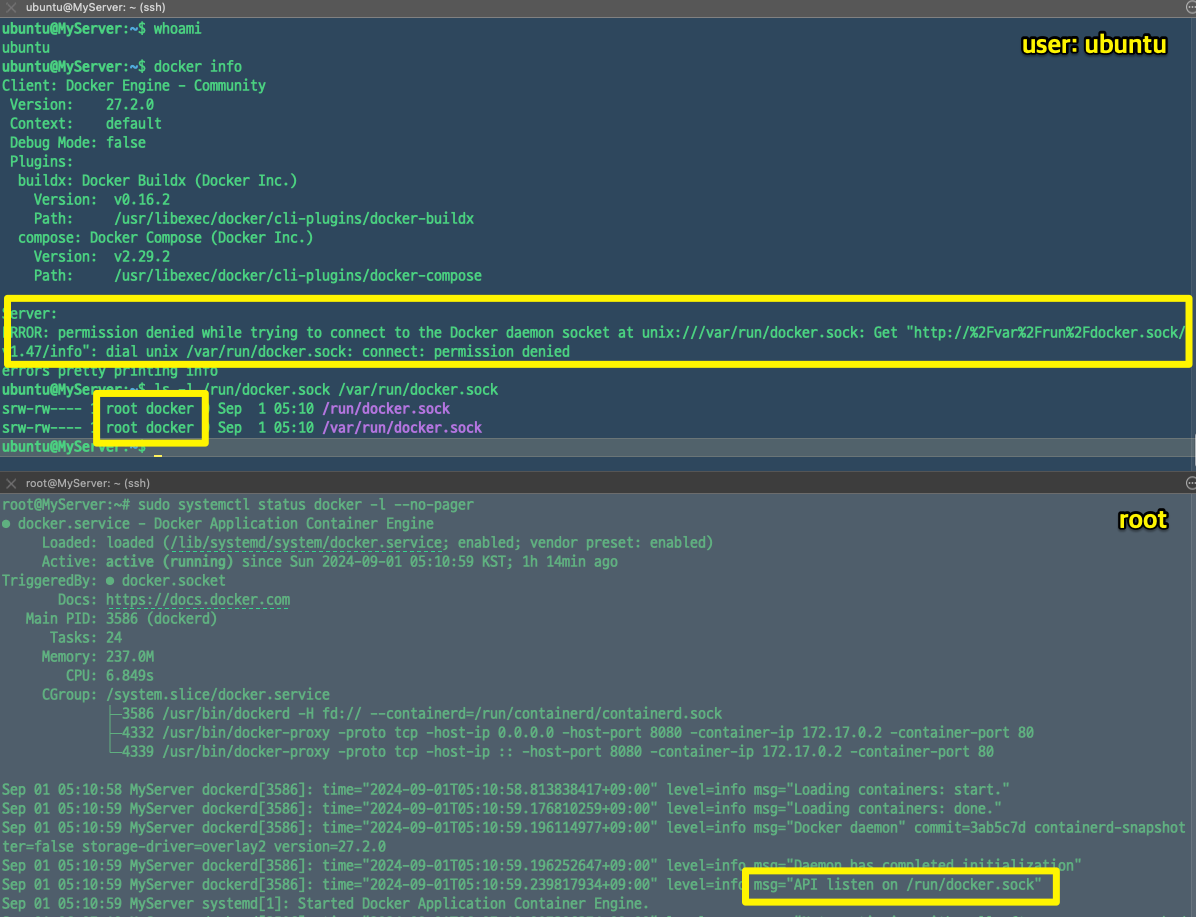 ubuntu@MyServer: ~ (ssh)
ubuntu@MyServer:~$ whoami
user: ubuntu
ubuntu
ubuntu@MyServer:~$ docker info
Client: Docker Engine - Community
Version:    27.2.0
Context:    default
Debug Mode: false
Plugins:
buildx: Docker Buildx (Docker Inc.)
Version:  v0.16.2
Path:     /usr/libexec/docker/cli-plugins/docker-buildx
compose: Docker Compose (Docker Inc.)
Version:  v2.29.2
Path:     /usr/libexec/docker/cli-plugins/docker-compose
Server:
ERROR: permission denied while trying to connect to the Docker daemon socket at unix:///var/run/docker.sock: Get "http://%2Fvar%2Frun%2Fdocker.sock/
v1.47/info": dial unix /var/run/docker.sock: connect: permission denied
errors pretty printing info
ubuntu@MyServer:~$ ls -l /run/docker.sock /var/run/docker.sock
srw-rw---- 1 root docker Sep  1 05:10 /run/docker.sock
srw-rw---- 1 root docker Sep  1 05:10 /var/run/docker.sock
ubuntu@MyServer:~$
root@MyServer: ~ (ssh)
root@MyServer:~# sudo systemctl status docker -l --no-pager
root
● docker.service - Docker Application Container Engine
Loaded: loaded (/lib/systemd/system/docker.service; enabled; vendor preset: enabled)
Active: active (running) since Sun 2024-09-01 05:10:59 KST; 1h 14min ago
TriggeredBy: ● docker.socket
Docs: https://docs.docker.com
Main PID: 3586 (dockerd)
Tasks: 24
Memory: 237.0M
CPU: 6.849s
CGroup: /system.slice/docker.service
├─3586 /usr/bin/dockerd -H fd:// --containerd=/run/containerd/containerd.sock
├─4332 /usr/bin/docker-proxy -proto tcp -host-ip 0.0.0.0 -host-port 8080 -container-ip 172.17.0.2 -container-port 80
└─4339 /usr/bin/docker-proxy -proto tcp -host-ip :: -host-port 8080 -container-ip 172.17.0.2 -container-port 80
Sep 01 05:10:58 MyServer dockerd[3586]: time="2024-09-01T05:10:58.813838417+09:00" level=info msg="Loading containers: start."
Sep 01 05:10:59 MyServer dockerd[3586]: time="2024-09-01T05:10:59.176810259+09:00" level=info msg="Loading containers: done."
Sep 01 05:10:59 MyServer dockerd[3586]: time="2024-09-01T05:10:59.196114977+09:00" level=info msg="Docker daemon" commit=3ab5c7d containerd-snapshot
ter=false storage-driver=overlay2 version=27.2.0
Sep 01 05:10:59 MyServer dockerd[3586]: time="2024-09-01T05:10:59.196252647+09:00" level=info msg="Daemon has completed initialization"
Sep 01 05:10:59 MyServer dockerd[3586]: time="2024-09-01T05:10:59.239817934+09:00" level=info msg="API listen on /run/docker.sock"
Sep 01 05:10:59 MyServer systemd[1]: Started Docker Application Container Engine.